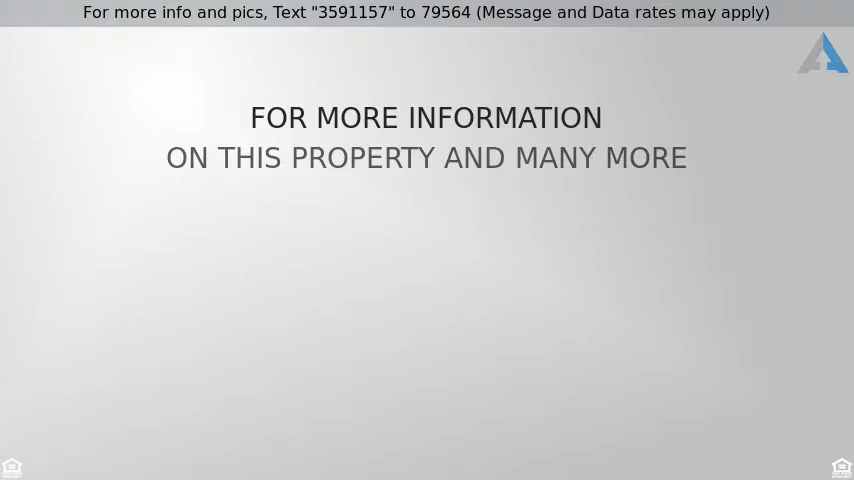 For more info and pics, Text "3591157" to 79564 (Message and Data rates may apply)
FOR MORE INFORMATION
ON THIS PROPERTY AND MANY MORE